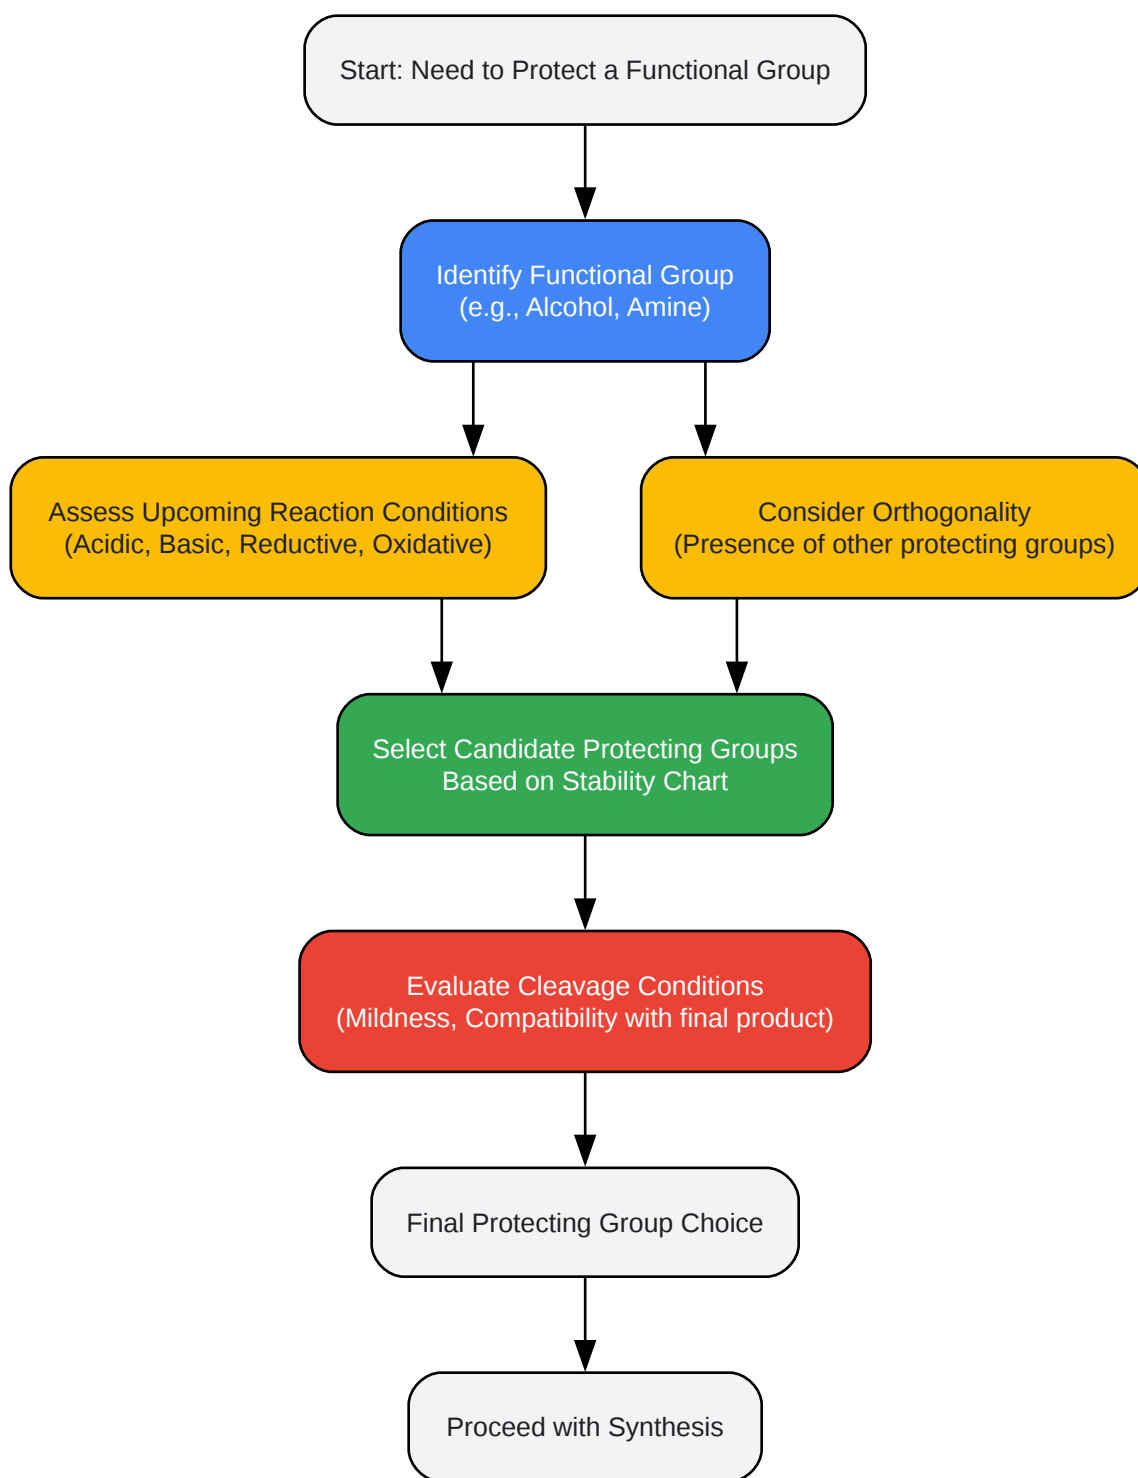 Start: Need to Protect a Functional Group
Identify Functional Group
(e.g., Alcohol, Amine)
Assess Upcoming Reaction Conditions
(Acidic, Basic, Reductive, Oxidative)
Consider Orthogonality
(Presence of other protecting groups)
Select Candidate Protecting Groups
Based on Stability Chart
Evaluate Cleavage Conditions
(Mildness, Compatibility with final product)
Final Protecting Group Choice
Proceed with Synthesis